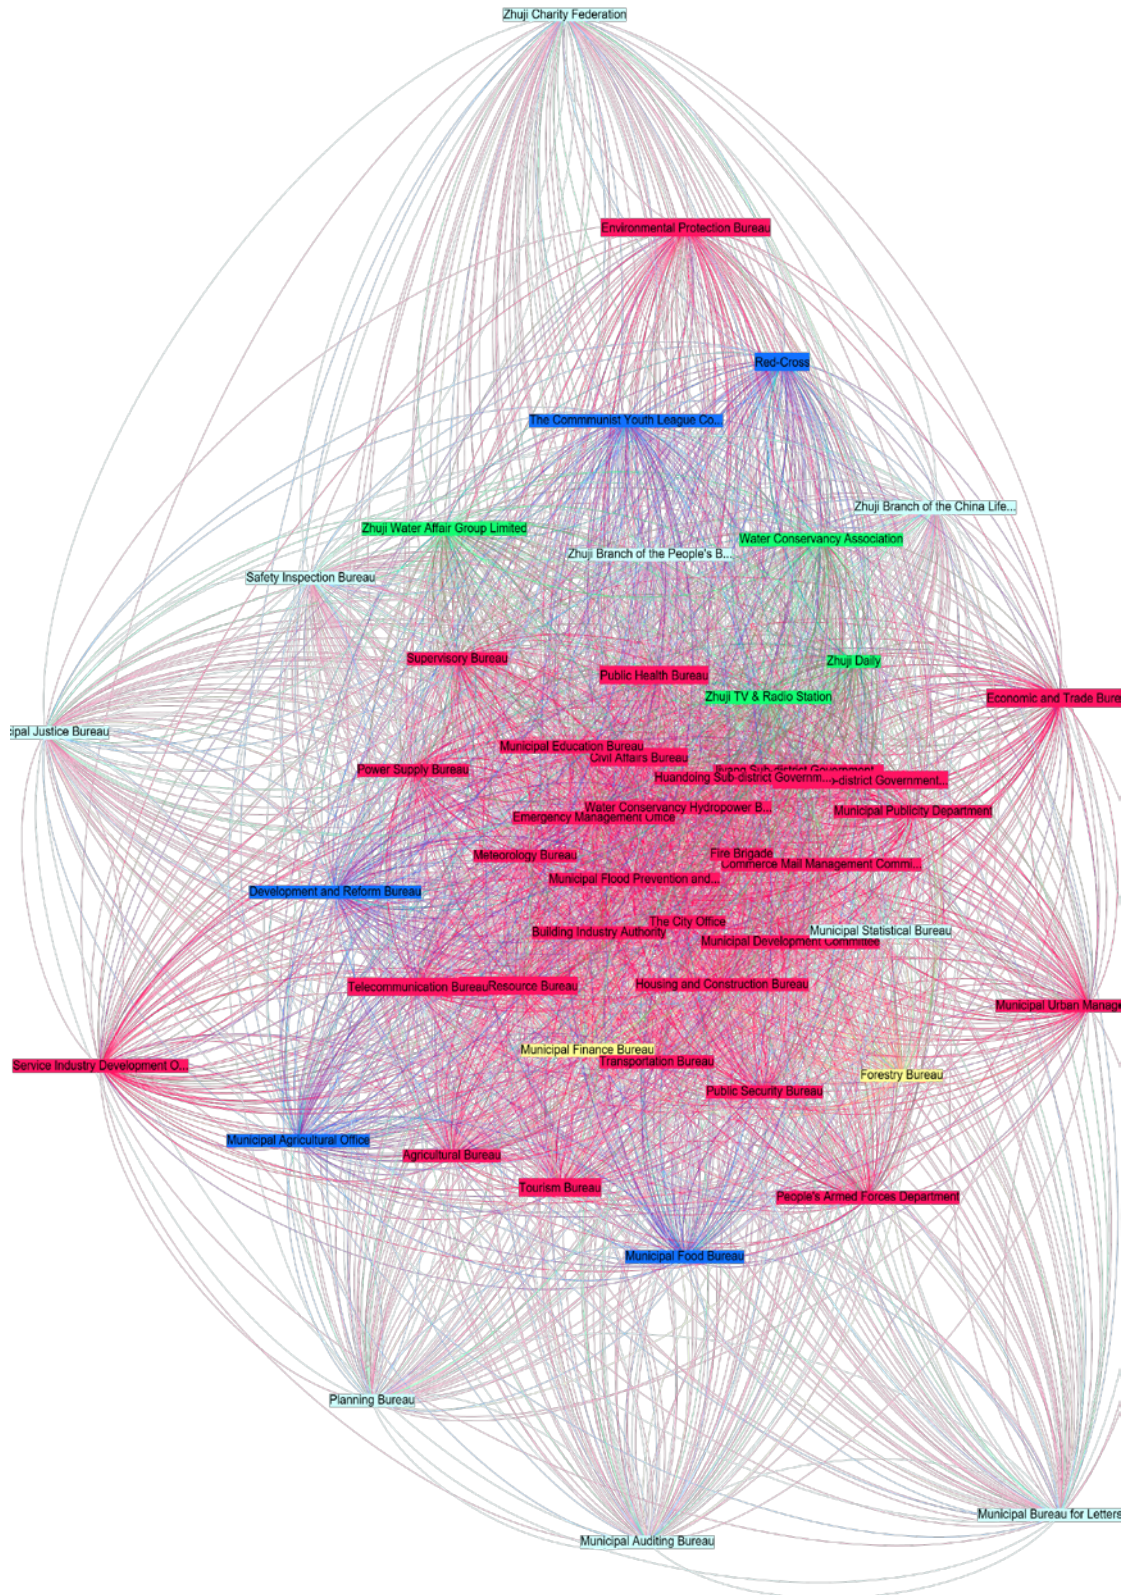 Zhuji Charity Federation
Environmental Protection Bureau
Red-Cross
The Commmunist Youth League Co...
Zhuji Branch of the China Life...
Zhuji Water Affair Group Limited
Water Conservancy Association
Zhuji Branch of the People's B...
Safety Inspection Bureau
Supervisory Bureau
Zhuji Daily
Public Health Bureau
Zhuji TV & Radio Station
Economic and Trade Bure
ipal Justice Bureau
Municipal Education Bureau
Civil Affairs Bureau
Power Supply Bureau
Sub-district Government...
Huandoing Sub-district Governm...
-district Government...
Water Conservancy Hydropower B...
Municipal Publicity Department
Emergency Management Office
Meteorology Bureau
Fire Brigade
Commerce Mall Management Commi...
Municipal Flood Prevention and...
Development and Reform Bureau
The City Office
Building Industry Authority
Municipal Statistical Bureau
Municipal Development Committee
Telecommunication Bureau
Resource Bureau
Housing and Construction Bureau
Municipal Urban Manage
Municipal Finance Bureau
Transportation Bureau
Service Industry Development O...
Forestry Bureau
Public Security Bureau
Municipal Agricultural Office
Agricultural Bureau
Tourism Bureau
People's Armed Forces Department
Municipal Food Bureau
Planning Bureau
Municipal Bureau for Letters
Municipal Auditing Bureau